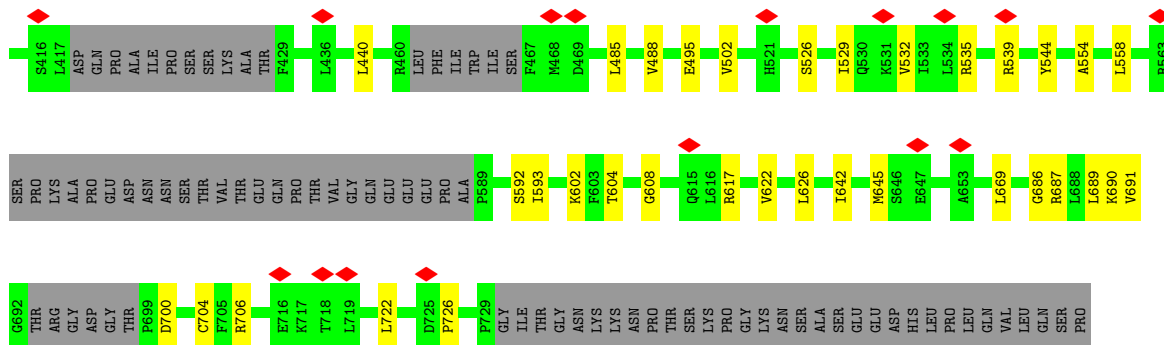 S416 L417 ASP GLN PRO ALA ILE PRO SER SER LYS ALA THR F429 L436 L440 R460 LEU PHE ILE TRP ILE SER F467 M468 D469 L485 V488 E495 V502 H521 S526 I529 Q530 K531 V532 I533 L534 R535 R539 Y544 A554 L558 R563
SER PRO LYS ALA PRO GLU ASP ASN ASN SER THR VAL THR GLU GLN PRO THR VAL GLY GLN GLU GLU GLU PRO ALA P589 S592 I593 K602 F603 T604 G608 Q615 L616 R617 V622 L626 I642 M645 S646 E647 A653 L669 G686 R687 L688 L689 K690 V691
G692 THR ARG GLY ASP GLY THR P699 D700 C704 F705 R706 E716 K717 T718 L719 L722 D725 P726 P729 GLY ILE THR GLY ASN LYS LYS ASN PRO THR SER LYS PRO GLY LYS ASN SER ALA SER GLU GLU ASP HIS LEU PRO LEU GLN VAL LEU GLN SER PRO